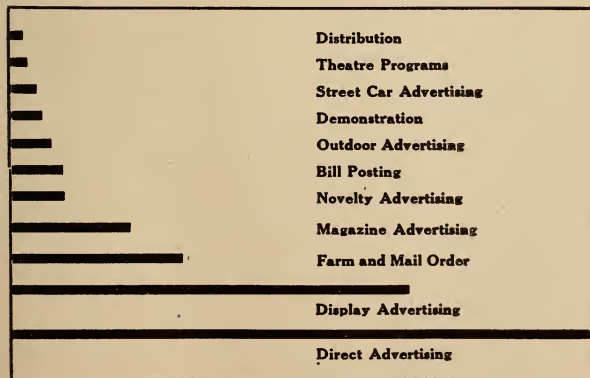 Distribution
Theatre Programs
Street Car Advertising
Demonstration
Outdoor Advertising
Bill Posting
Novelty Advertising
Magazine Advertising
Farm and Mail Order
Display Advertising
Direct Advertising